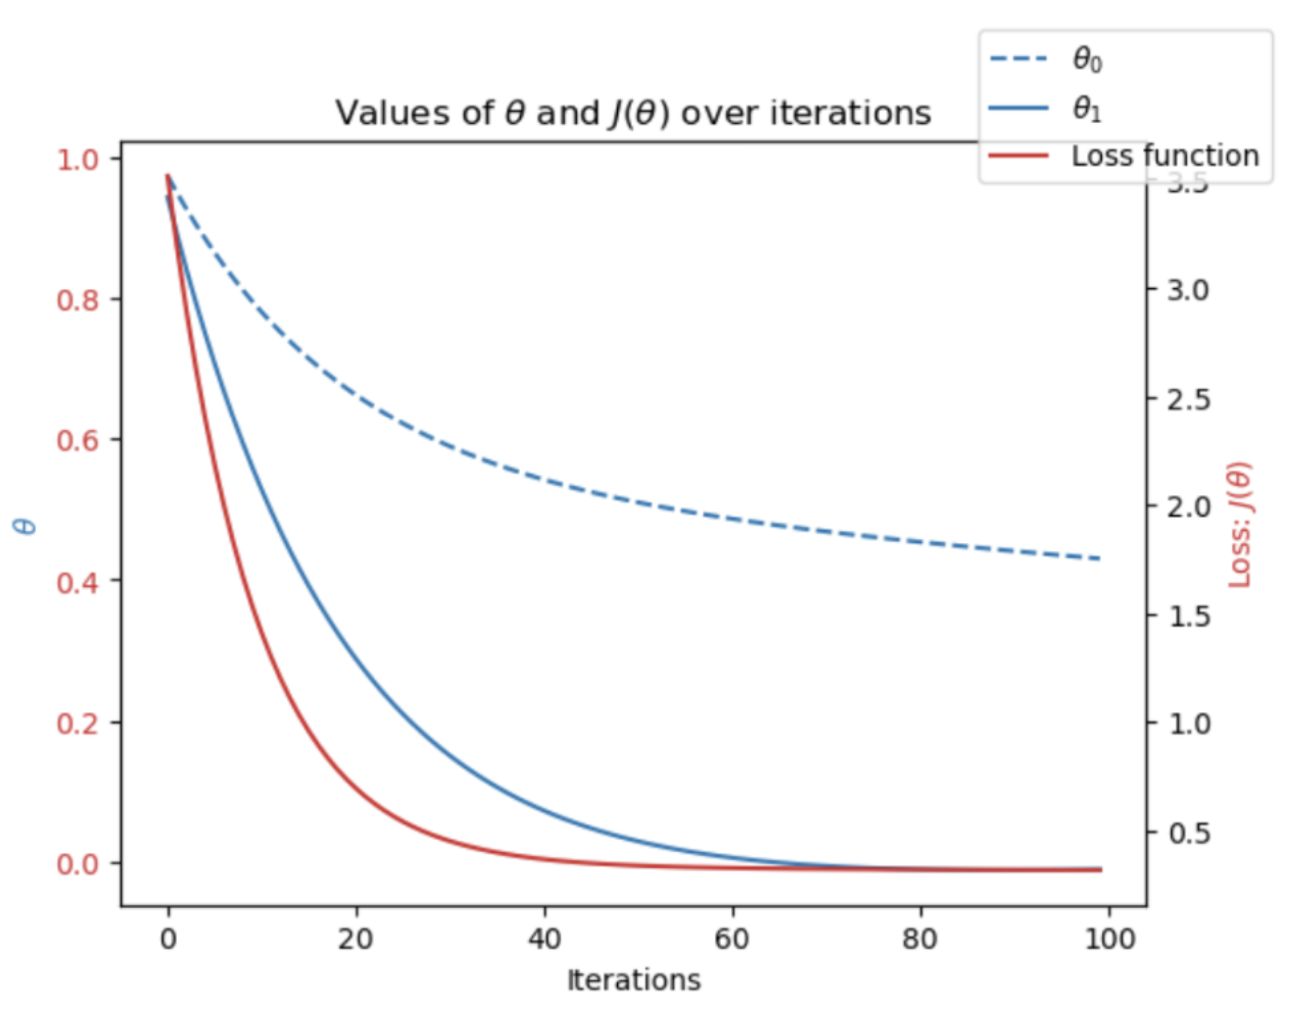 θ₀
θ₁
Loss function
Values of θ and J(θ) over iterations
1.0
0.8
0.6
0.4
0.2
0.0
θ
3.5
3.0
2.5
2.0
1.5
1.0
0.5
Loss: J(θ)
0 20 40 60 80 100
Iterations